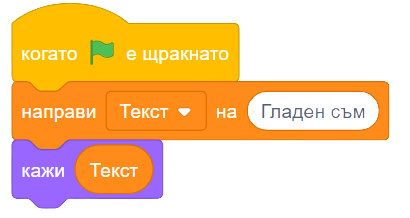 когато е щракнато
направи Текст на Гладен съм
кажи Текст